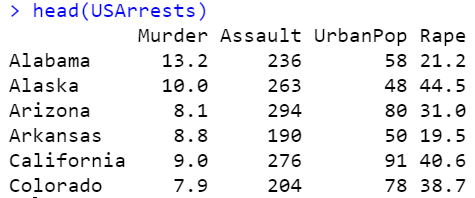 > head(USArrests)
Murder Assault UrbanPop Rape
Alabama 13.2 236 58 21.2
Alaska 10.0 263 48 44.5
Arizona 8.1 294 80 31.0
Arkansas 8.8 190 50 19.5
California 9.0 276 91 40.6
Colorado 7.9 204 78 38.7